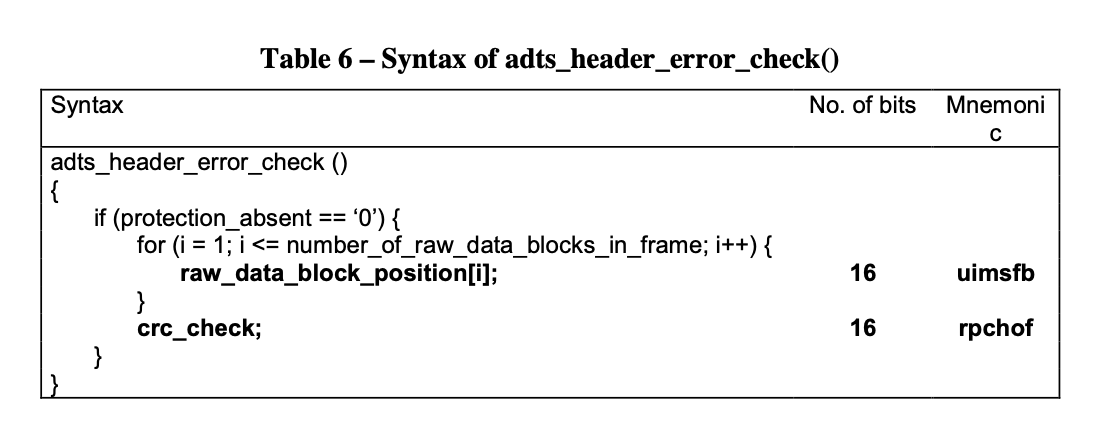 Table 6 – Syntax of adts_header_error_check()
Syntax No. of bits Mnemoni
c
adts_header_error_check ()
{
if (protection_absent == ‘0’) {
for (i = 1; i <= number_of_raw_data_blocks_in_frame; i++) {
raw_data_block_position[i]; 16 uimsfb
}
crc_check; 16 rpchof
}
}